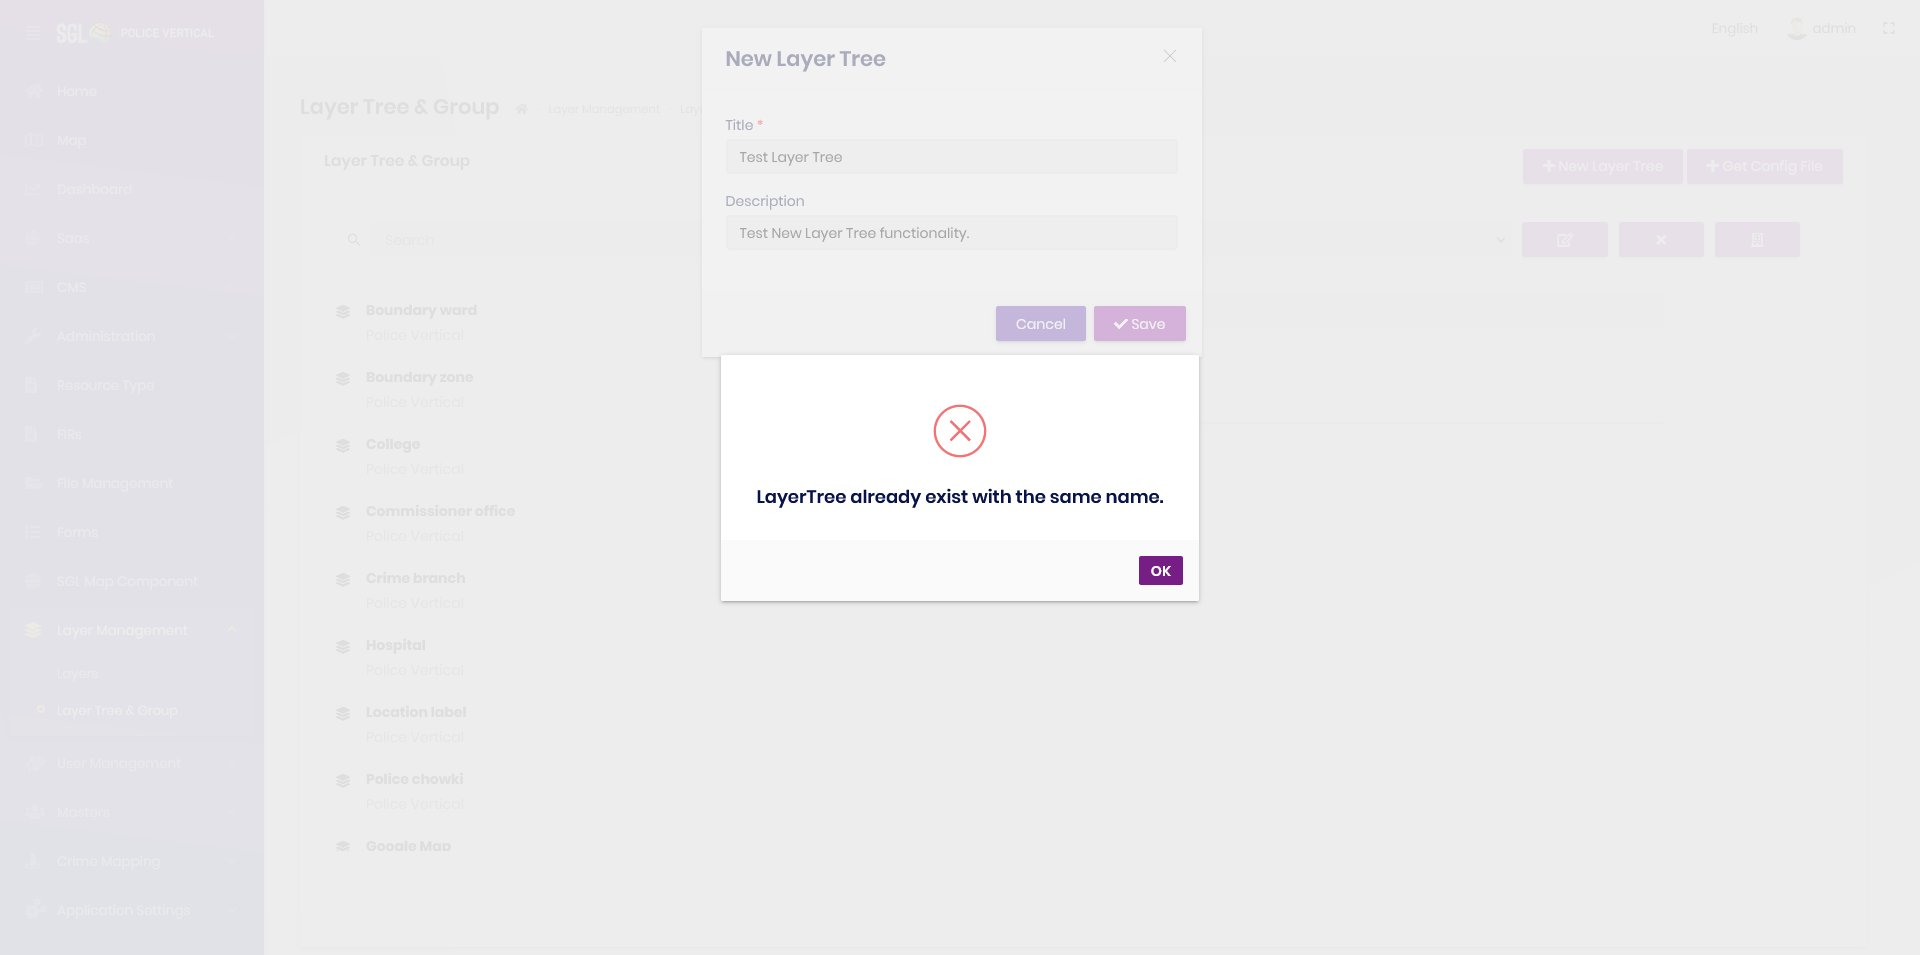 SGL POLICE VERTICAL
Home
Map
Dashboard
SaaS
CMS
Administration
Resource Type
FIRs
File Management
Forms
SGL Map Component
Layer Management
Layers
Layer Tree & Group
User Management
Masters
Crime Mapping
Application Settings
English
admin
Layer Tree & Group
Layer Management
Layer Tree & Group
New Layer Tree
Get Config File
Search
Boundary ward
Police Vertical
Boundary zone
Police Vertical
College
Police Vertical
Commissioner office
Police Vertical
Crime branch
Police Vertical
Hospital
Police Vertical
Location label
Police Vertical
Police chowki
Police Vertical
Google Map
New Layer Tree
Title *
Test Layer Tree
Description
Test New Layer Tree functionality.
Cancel
Save
LayerTree already exist with the same name.
OK